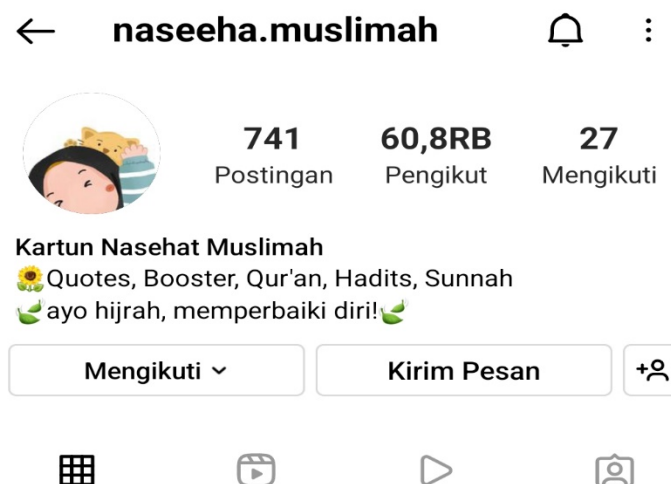 naseeha.muslimah
741 60,8RB 27
Postingan Pengikut Mengikuti
Kartun Nasehat Muslimah
🌻Quotes, Booster, Qur'an, Hadits, Sunnah
🍃ayo hijrah, memperbaiki diri!🍃
Mengikuti Kirim Pesan